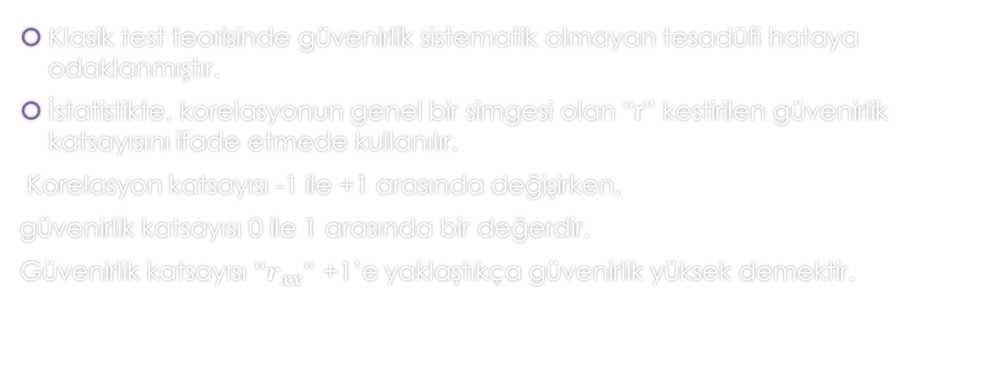 Klasik test teorisinde güvenirlik sistematik olmayan tesadüfi hataya
odaklanmıştır.
İstatistikte, korelasyonun genel bir simgesi olan “r” kestirilen güvenirlik
katsayısını ifade etmede kullanılır.
Korelasyon katsayısı -1 ile +1 arasında değişirken,
güvenirlik katsayısı 0 ile 1 arasında bir değerdir.
Güvenirlik katsayısı “r_xx“ +1’e yaklaştıkça güvenirlik yüksek demektir.